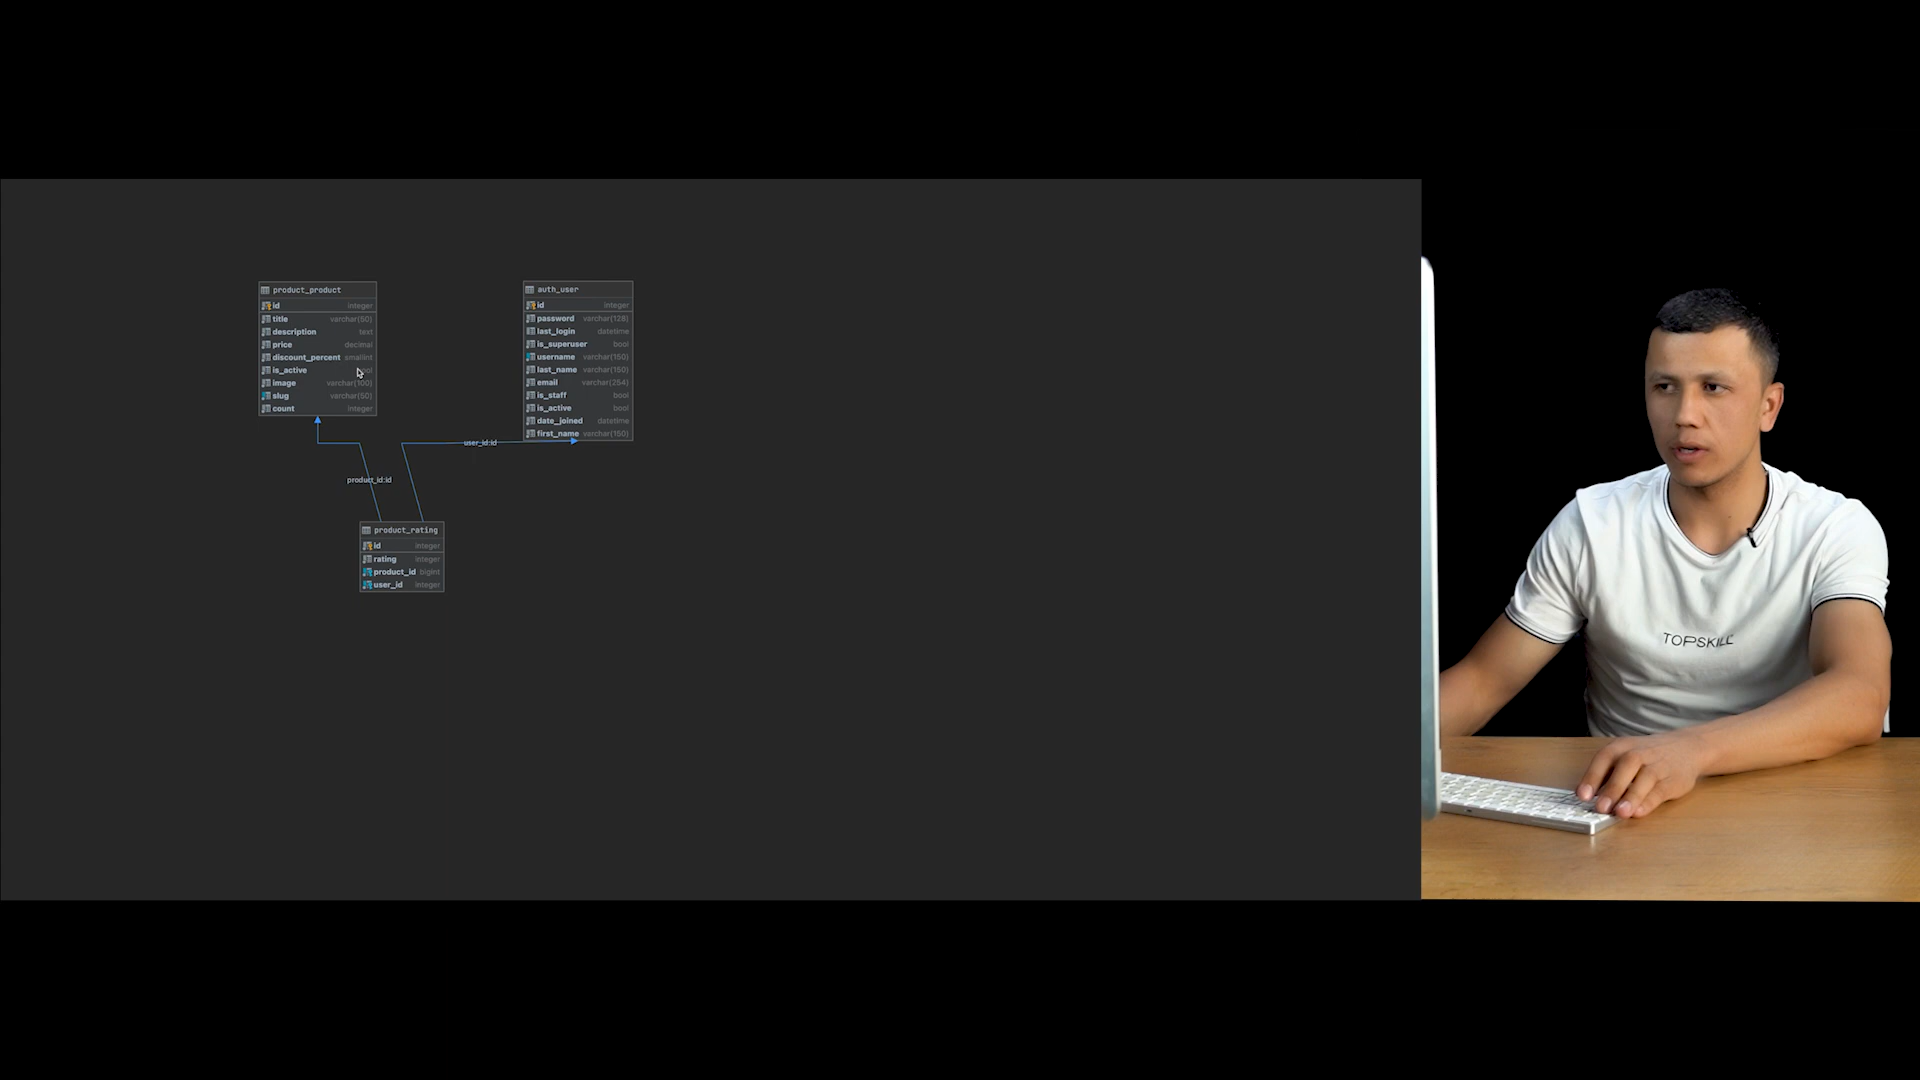 product_product
id integer
title varchar(50)
description text
price decimal
discount_percent smallint
is_active
image varchar(100)
slug varchar(50)
count integer
auth_user
id integer
password varchar(128)
last_login datetime
is_superuser bool
username varchar(150)
last_name varchar(150)
email varchar(254)
is_staff bool
is_active bool
date_joined datetime
first_name varchar(150)
user_id:id
product_id:id
product_rating
id integer
rating integer
product_id bigint
user_id integer
TOPSKILL